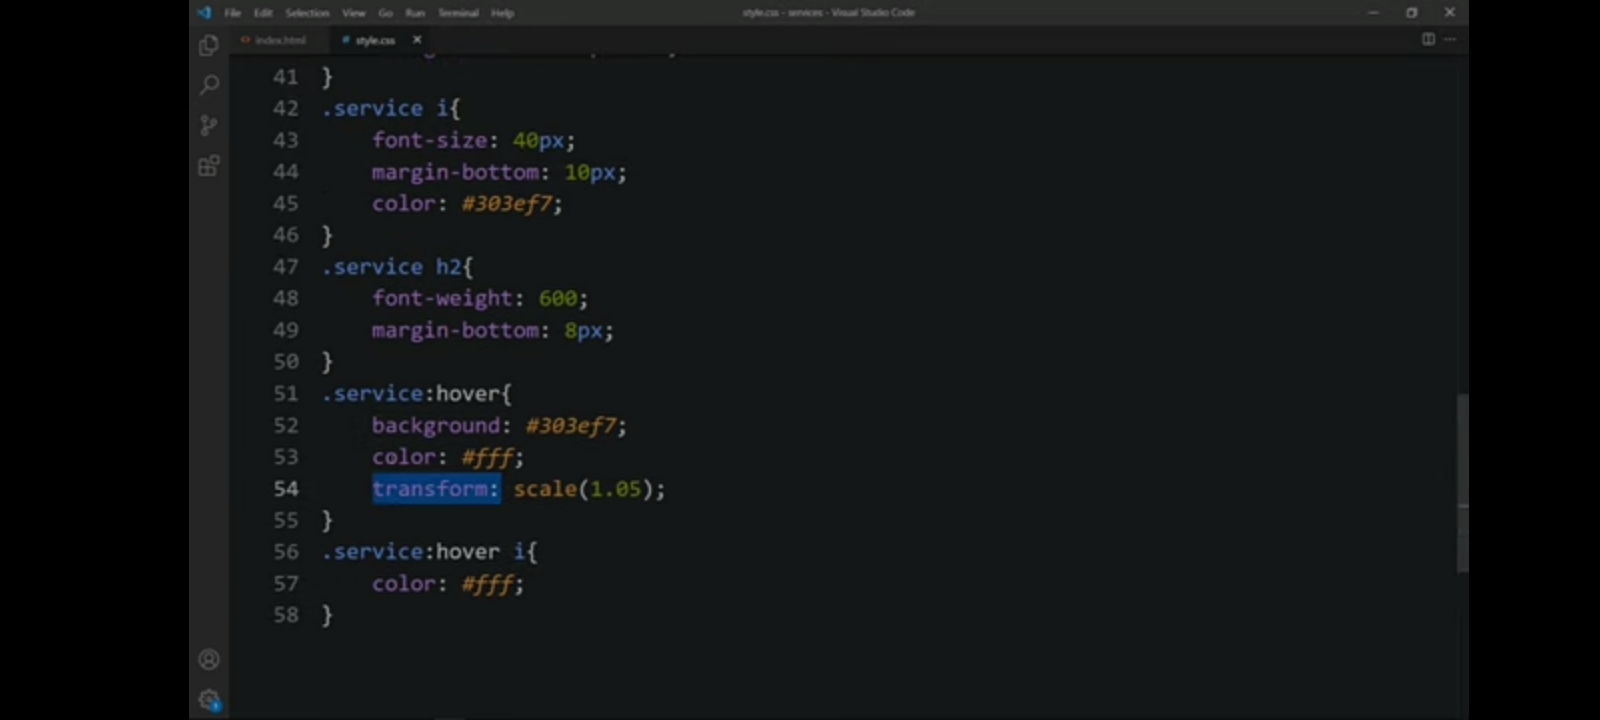 File Edit Selection View Go Run Terminal Help
style.css - services - Visual Studio Code
index.html
style.css
41 }
42 .service i{
43 font-size: 40px;
44 margin-bottom: 10px;
45 color: #303ef7;
46 }
47 .service h2{
48 font-weight: 600;
49 margin-bottom: 8px;
50 }
51 .service:hover{
52 background: #303ef7;
53 color: #fff;
54 transform: scale(1.05);
55 }
56 .service:hover i{
57 color: #fff;
58 }